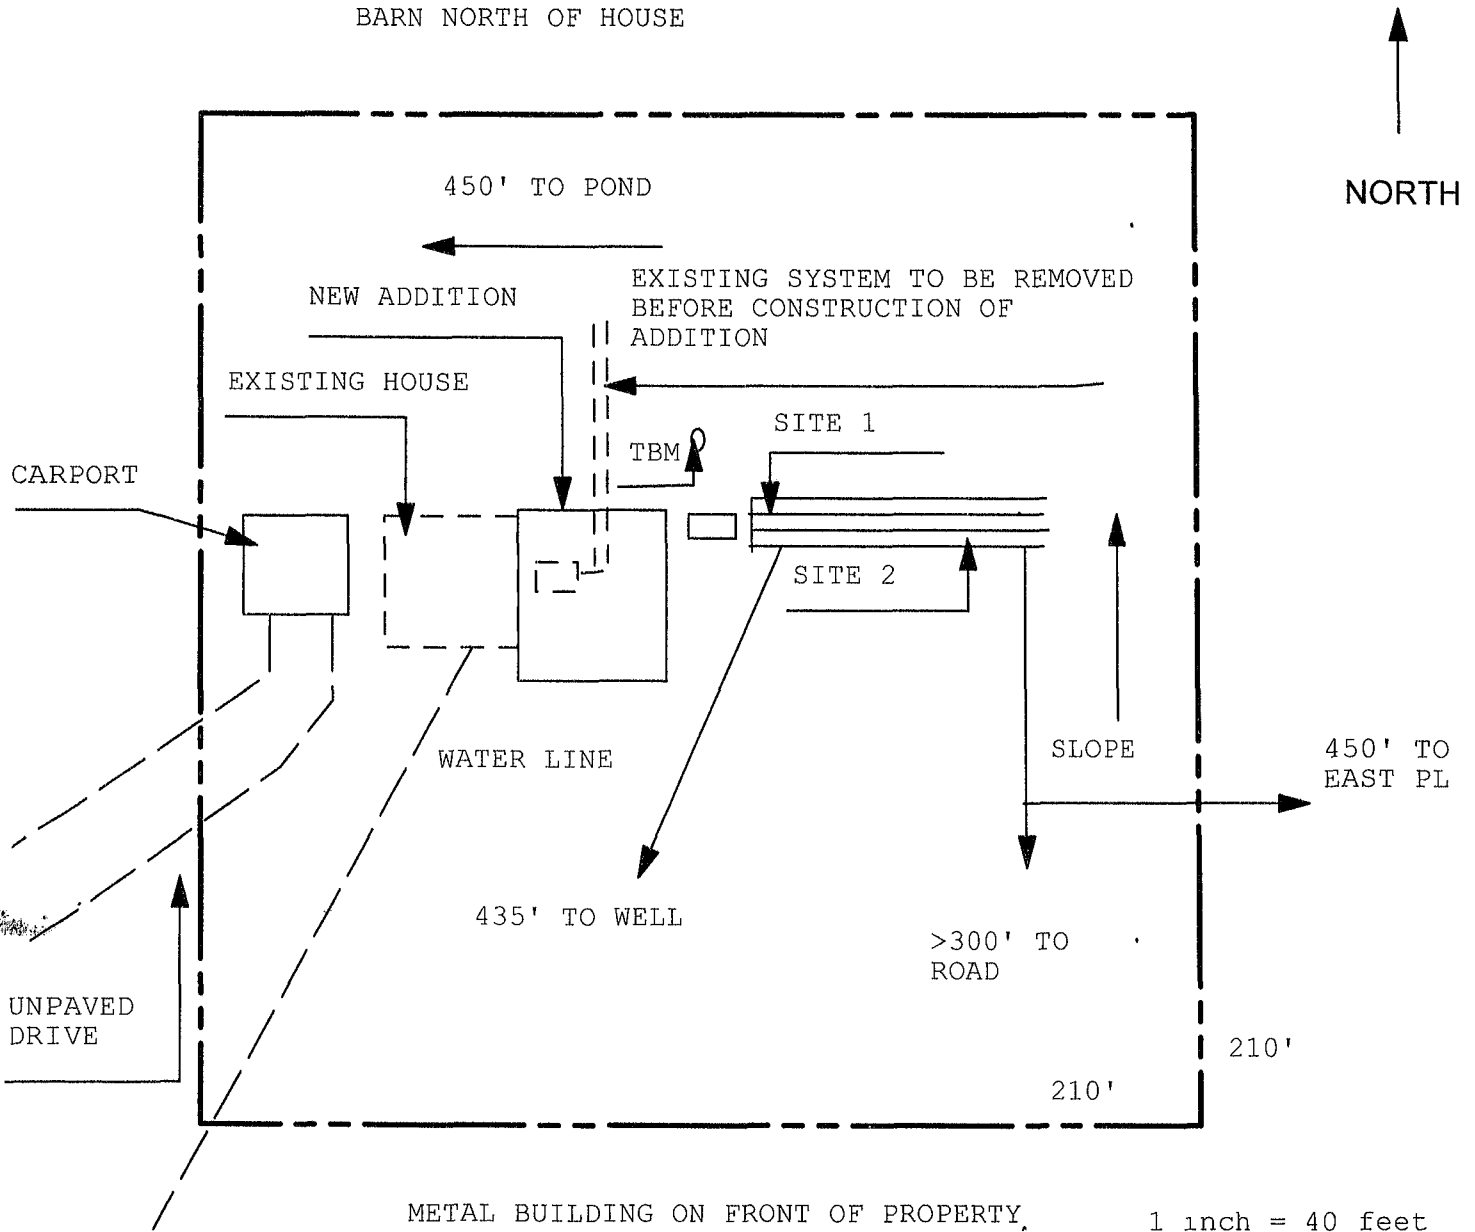 BARN NORTH OF HOUSE
NORTH
450' TO POND
EXISTING SYSTEM TO BE REMOVED
BEFORE CONSTRUCTION OF
ADDITION
NEW ADDITION
EXISTING HOUSE
SITE 1
TBM
CARPORT
SITE 2
WATER LINE
SLOPE
450' TO
EAST PL
435' TO WELL
>300' TO
ROAD
UNPAVED
DRIVE
210'
210'
METAL BUILDING ON FRONT OF PROPERTY.
1 inch = 40 feet